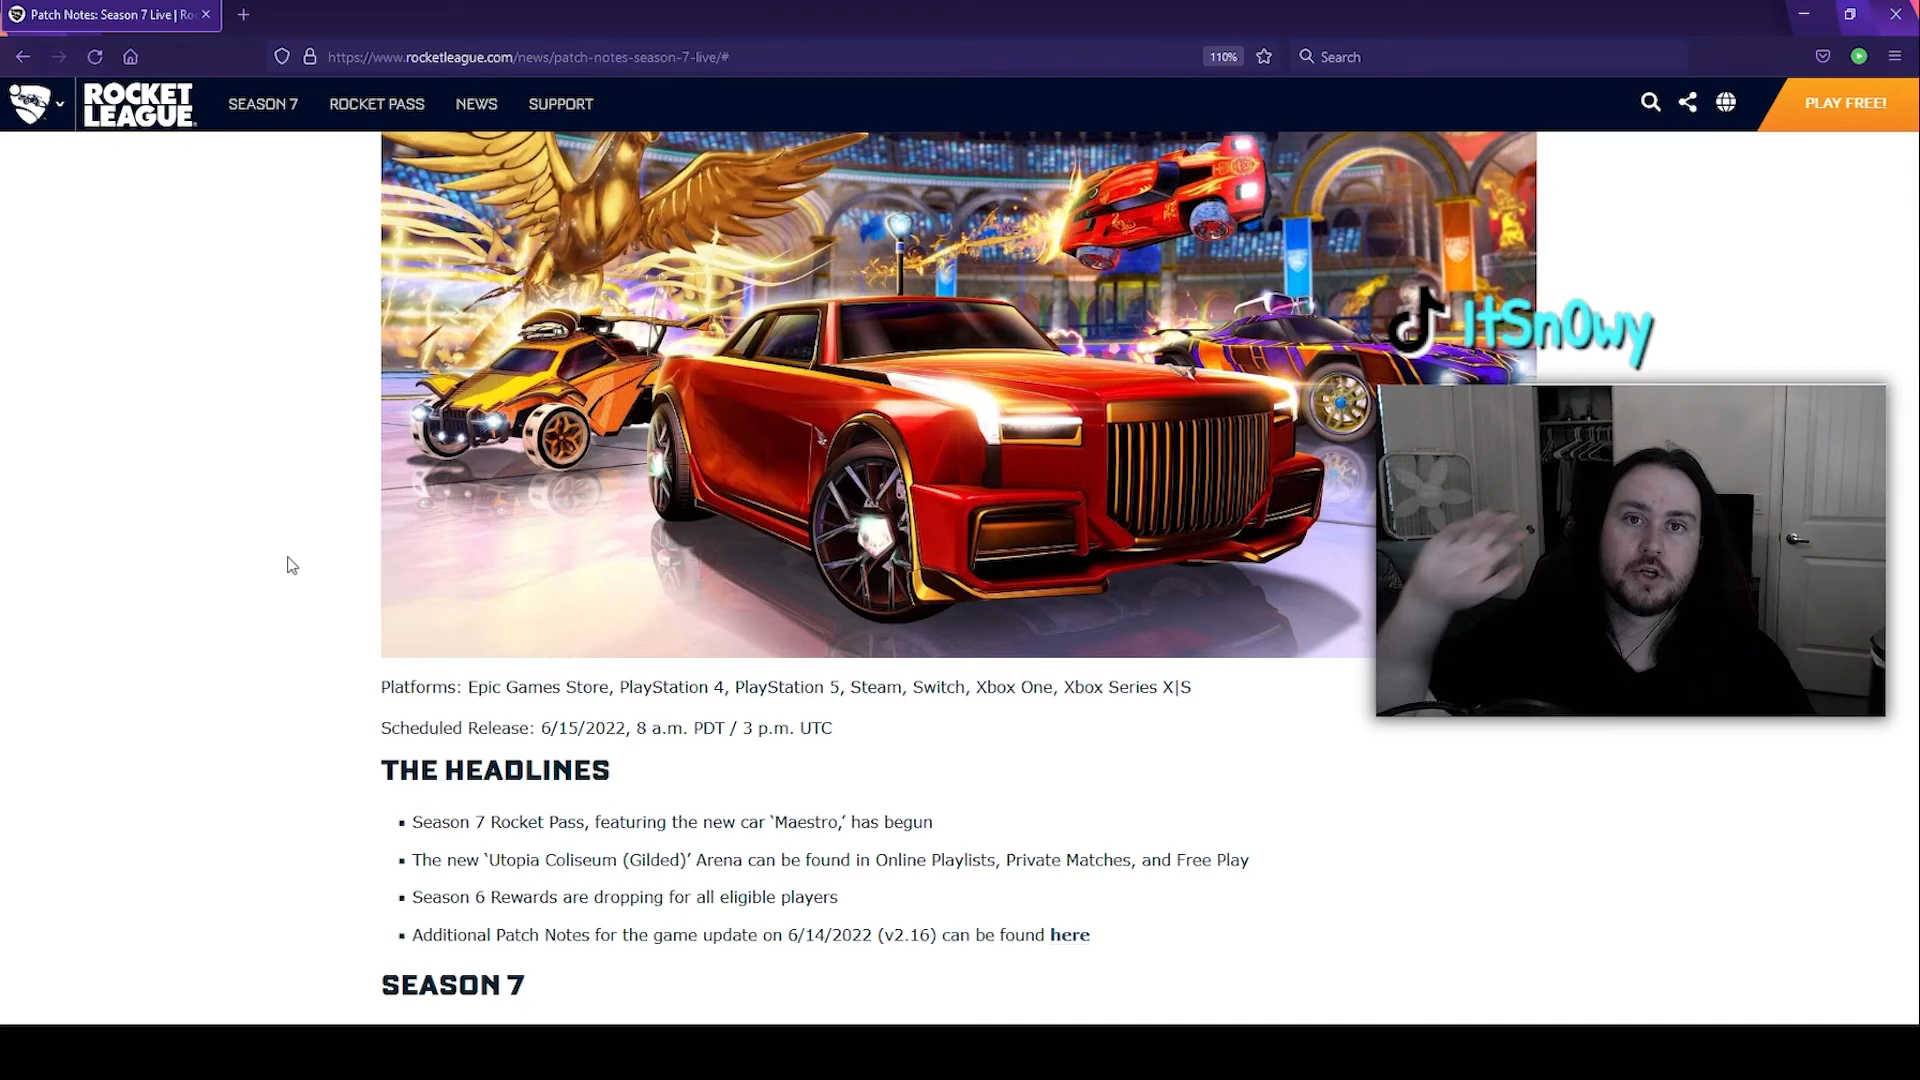 Patch Notes: Season 7 Live | Ro
https://www.rocketleague.com/news/patch-notes-season-7-live/#
110%
Search
ROCKET LEAGUE
SEASON 7
ROCKET PASS
NEWS
SUPPORT
PLAY FREE!
ItSn0wy
Platforms: Epic Games Store, PlayStation 4, PlayStation 5, Steam, Switch, Xbox One, Xbox Series X|S
Scheduled Release: 6/15/2022, 8 a.m. PDT / 3 p.m. UTC
THE HEADLINES
▪ Season 7 Rocket Pass, featuring the new car ‘Maestro,’ has begun
▪ The new ‘Utopia Coliseum (Gilded)’ Arena can be found in Online Playlists, Private Matches, and Free Play
▪ Season 6 Rewards are dropping for all eligible players
▪ Additional Patch Notes for the game update on 6/14/2022 (v2.16) can be found here
SEASON 7